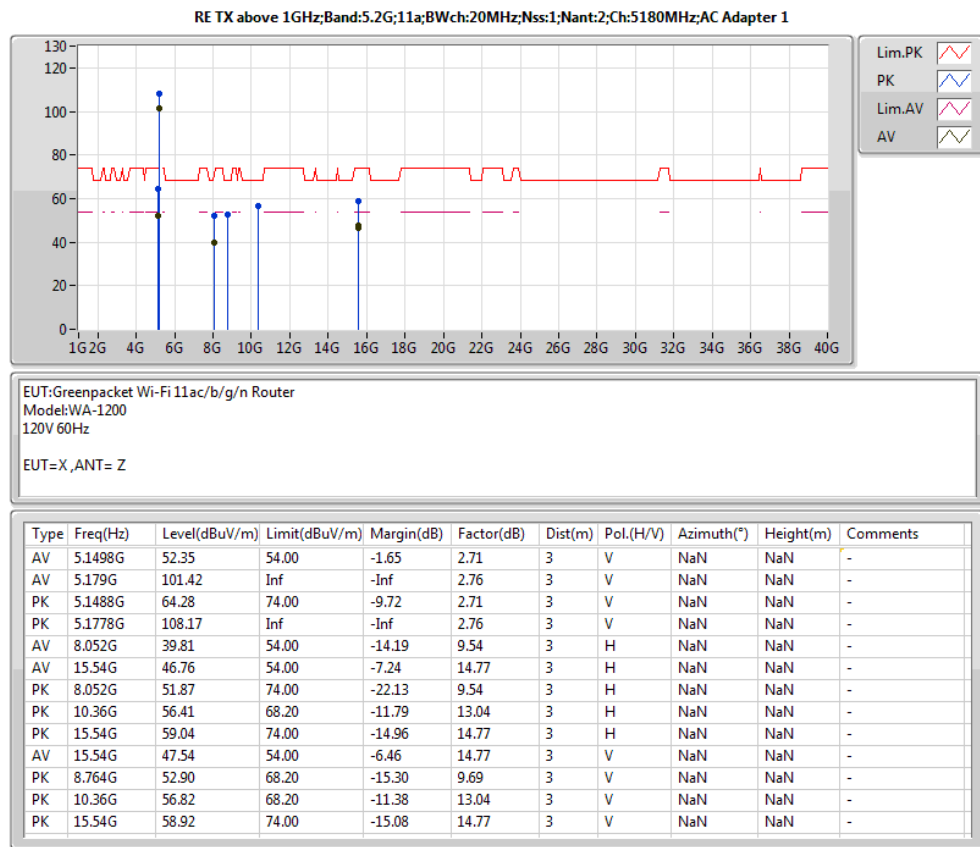 RE TX above 1GHz;Band:5.2G;11a;BWch:20MHz;Nss:1;Nant:2;Ch:5180MHz;AC Adapter 1
130
120
100
80
60
40
20
0
1G 2G 4G 6G 8G 10G 12G 14G 16G 18G 20G 22G 24G 26G 28G 30G 32G 34G 36G 38G 40G
Lim.PK
PK
Lim.AV
AV
EUT:Greenpacket Wi-Fi 11ac/b/g/n Router
Model:WA-1200
120V 60Hz
EUT=X ,ANT= Z
Type Freq(Hz) Level(dBuV/m) Limit(dBuV/m) Margin(dB) Factor(dB) Dist(m) Pol.(H/V) Azimuth(°) Height(m) Comments
AV 5.1498G 52.35 54.00 -1.65 2.71 3 V NaN NaN -
AV 5.179G 101.42 Inf -Inf 2.76 3 V NaN NaN -
PK 5.1488G 64.28 74.00 -9.72 2.71 3 V NaN NaN -
PK 5.1778G 108.17 Inf -Inf 2.76 3 V NaN NaN -
AV 8.052G 39.81 54.00 -14.19 9.54 3 H NaN NaN -
AV 15.54G 46.76 54.00 -7.24 14.77 3 H NaN NaN -
PK 8.052G 51.87 74.00 -22.13 9.54 3 H NaN NaN -
PK 10.36G 56.41 68.20 -11.79 13.04 3 H NaN NaN -
PK 15.54G 59.04 74.00 -14.96 14.77 3 H NaN NaN -
AV 15.54G 47.54 54.00 -6.46 14.77 3 V NaN NaN -
PK 8.764G 52.90 68.20 -15.30 9.69 3 V NaN NaN -
PK 10.36G 56.82 68.20 -11.38 13.04 3 V NaN NaN -
PK 15.54G 58.92 74.00 -15.08 14.77 3 V NaN NaN -